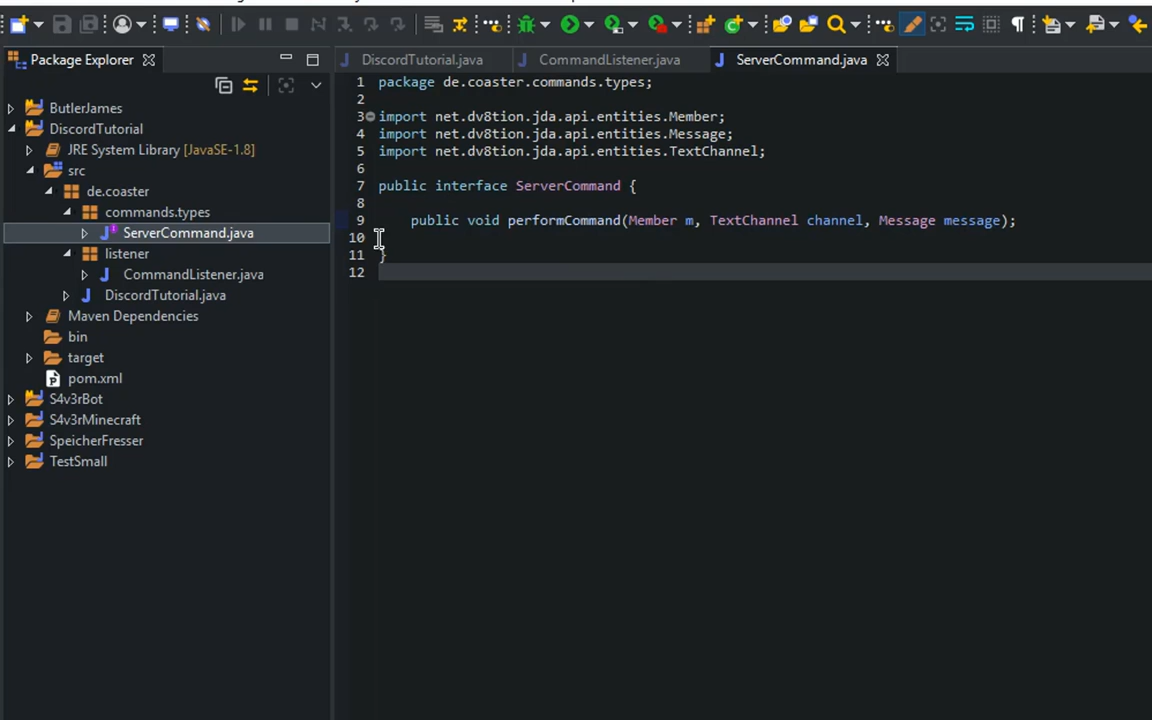 Package Explorer
ButlerJames
DiscordTutorial
JRE System Library [JavaSE-1.8]
src
de.coaster
commands.types
ServerCommand.java
listener
CommandListener.java
DiscordTutorial.java
Maven Dependencies
bin
target
pom.xml
S4v3rBot
S4v3rMinecraft
SpeicherFresser
TestSmall
DiscordTutorial.java CommandListener.java ServerCommand.java
1 package de.coaster.commands.types;
2
3 import net.dv8tion.jda.api.entities.Member;
4 import net.dv8tion.jda.api.entities.Message;
5 import net.dv8tion.jda.api.entities.TextChannel;
6
7 public interface ServerCommand {
8
9 public void performCommand(Member m, TextChannel channel, Message message);
10
11 }
12